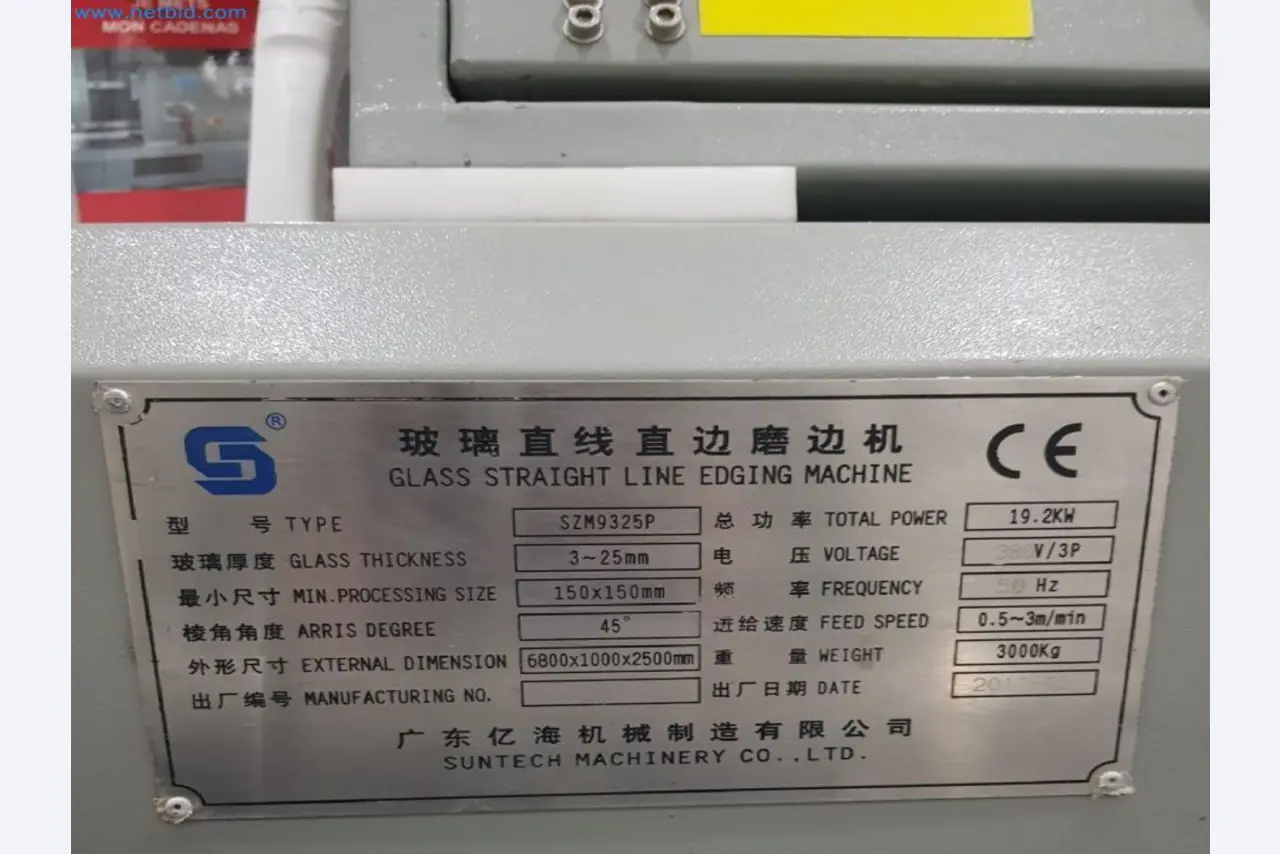 www.netbid.com
MON CADENAS
®
玻璃直线直边磨边机
GLASS STRAIGHT LINE EDGING MACHINE
CE
型 号 TYPE SZM9325P 总 功 率 TOTAL POWER 19.2KW
玻璃厚度 GLASS THICKNESS 3~25mm 电 压 VOLTAGE 380V/3P
最小尺寸 MIN.PROCESSING SIZE 150x150mm 频 率 FREQUENCY 50 Hz
棱角角度 ARRIS DEGREE 45° 进给速度 FEED SPEED 0.5~3m/min
外形尺寸 EXTERNAL DIMENSION 6800x1000x2500mm 重 量 WEIGHT 3000Kg
出厂编号 MANUFACTURING NO. 出厂日期 DATE
广东亿海机械制造有限公司
SUNTECH MACHINERY CO.,LTD.